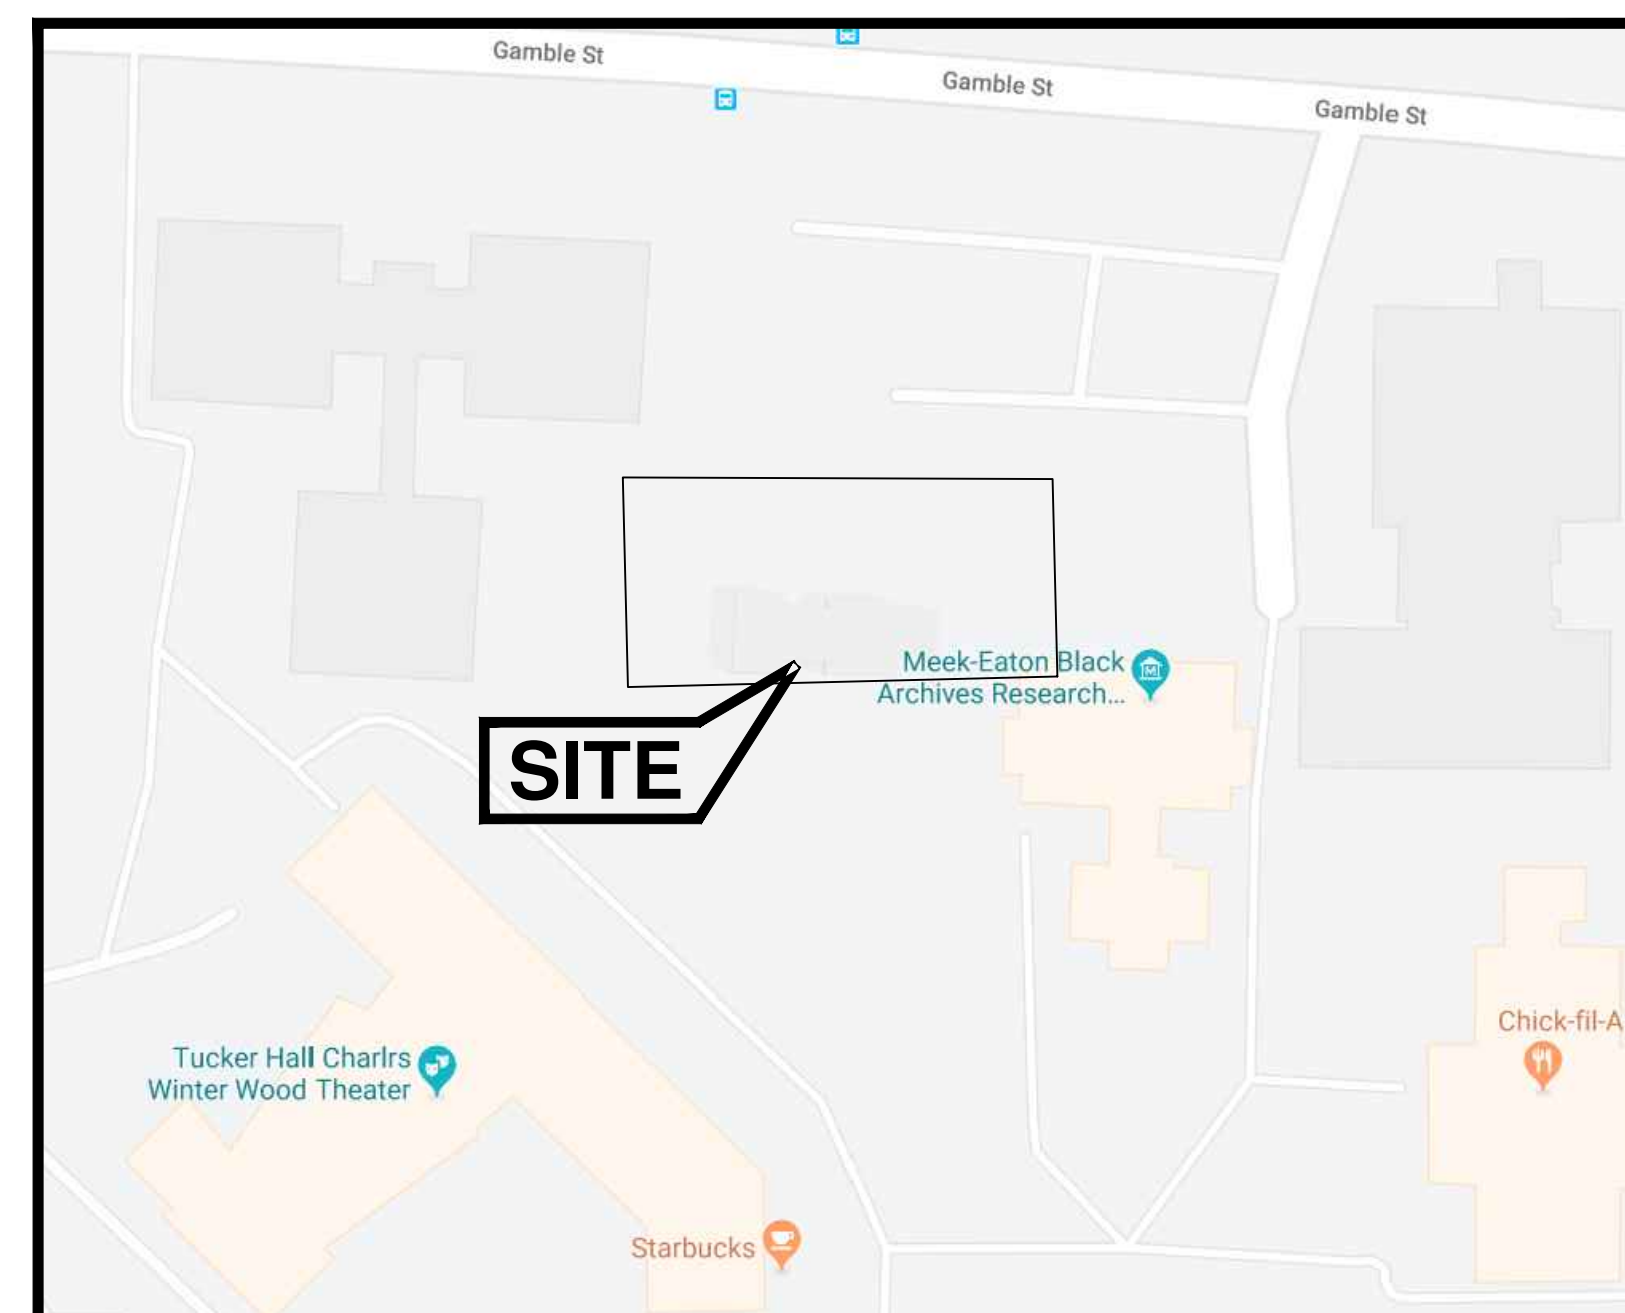 Gamble St
Gamble St
Gamble St
Meek-Eaton Black
Archives Research...
SITE
Chick-fil-A
Tucker Hall Charlrs
Winter Wood Theater
Starbucks